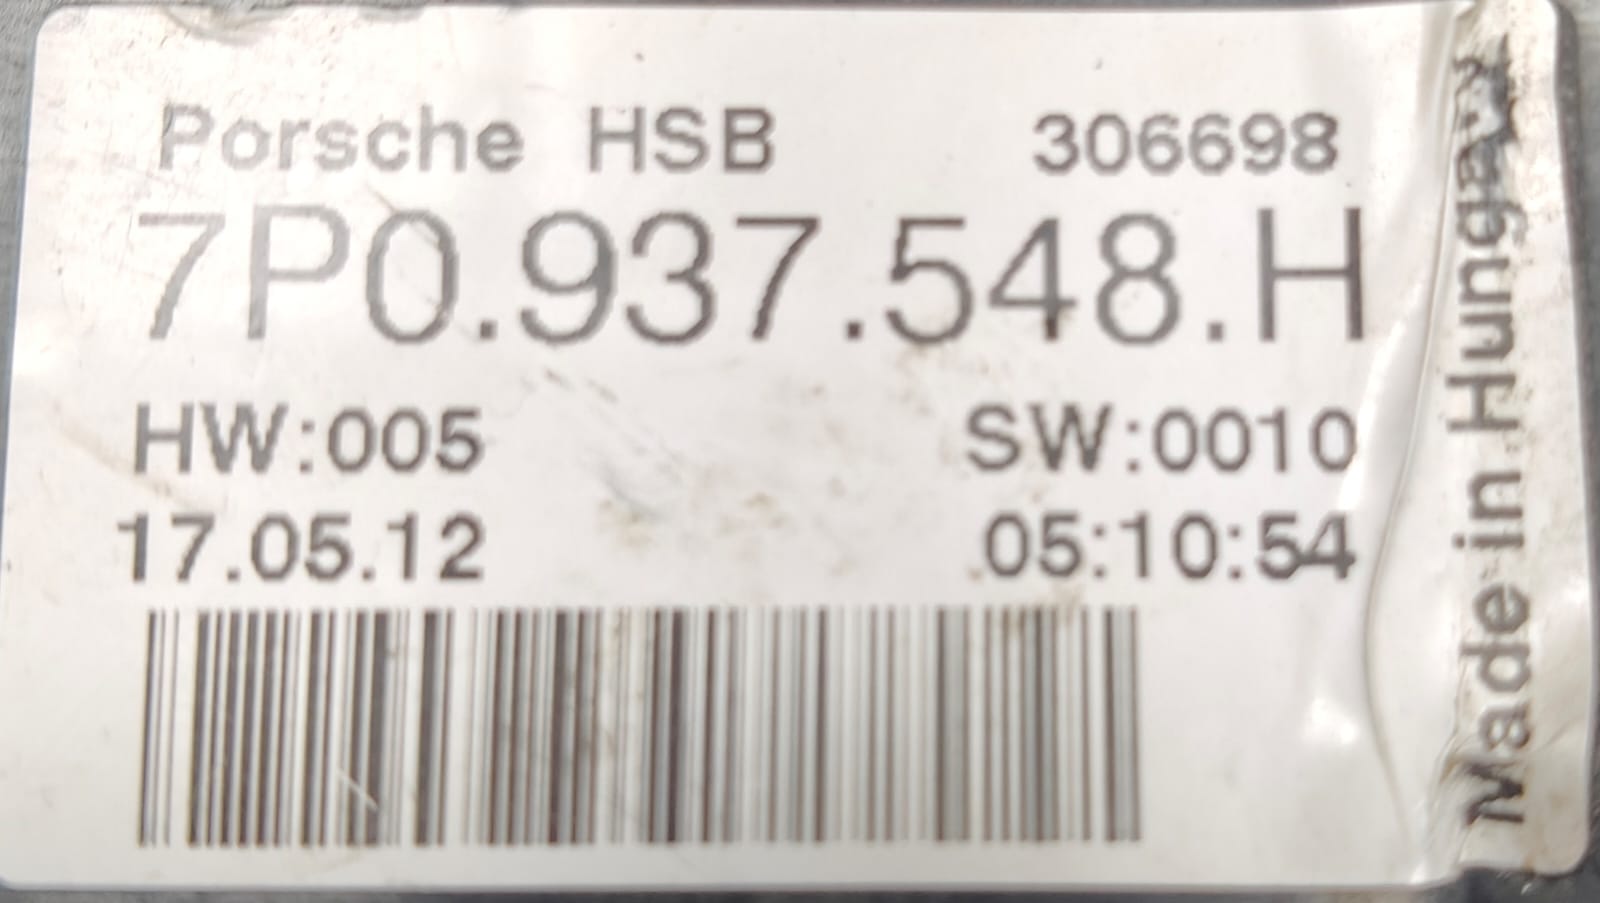 Porsche HSB 306698
7P0.937.548.H
HW:005 SW:0010
17.05.12 05:10:54
Made in Hungary